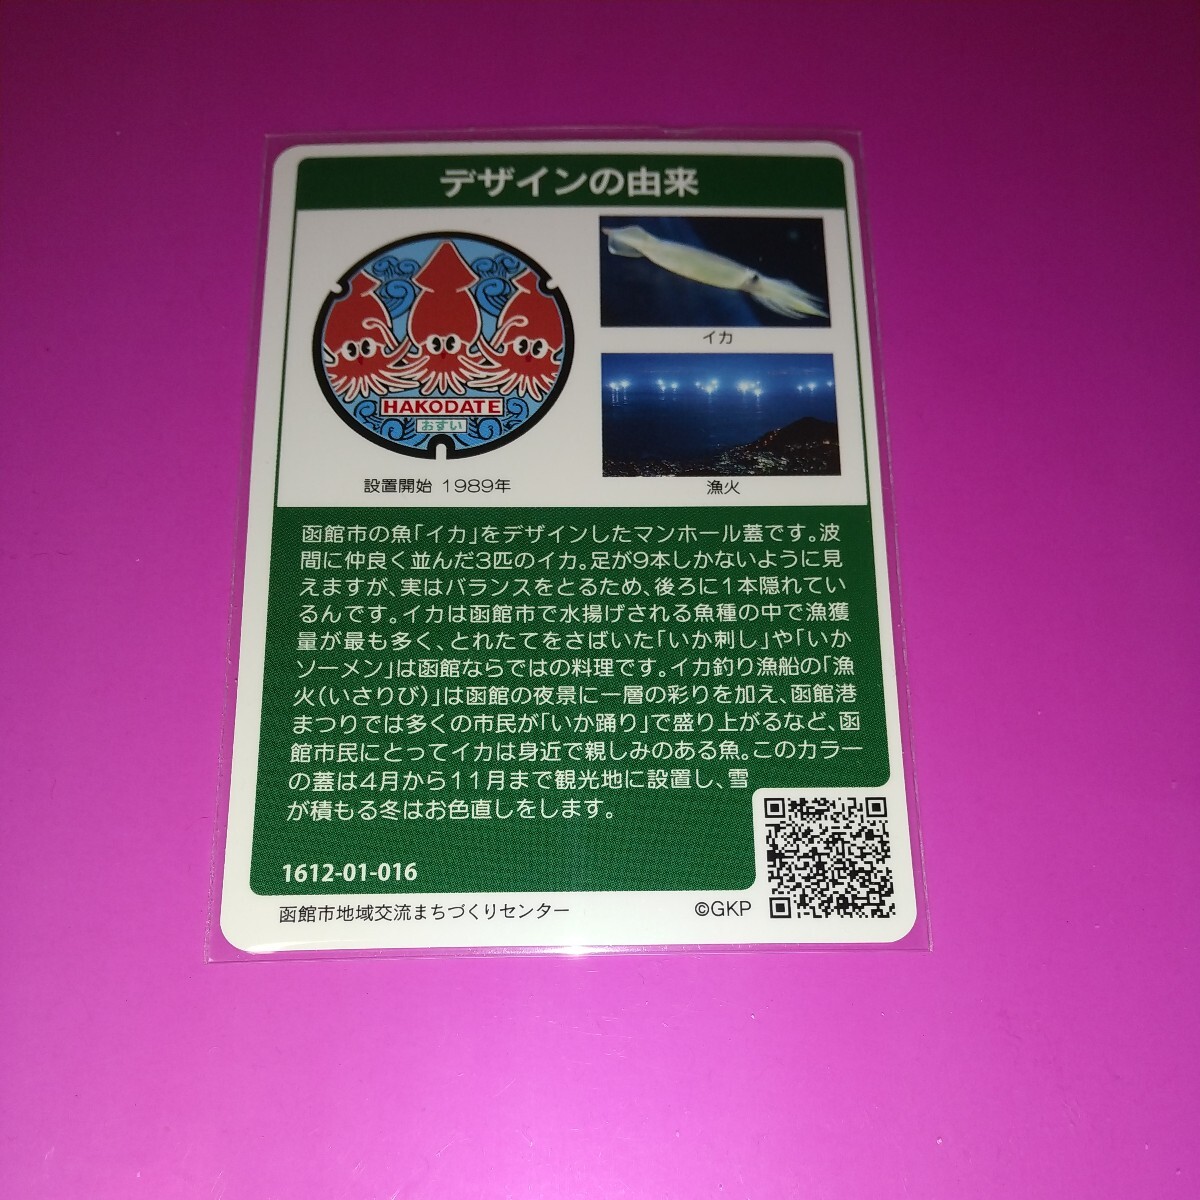 デザインの由来
HAKODATE
おすい
設置開始 1989年
イカ
漁火
函館市の魚「イカ」をデザインしたマンホール蓋です。波
間に仲良く並んだ3匹のイカ。足が9本しかないように見
えますが、実はバランスをとるため、後ろに1本隠れてい
るんです。イカは函館市で水揚げされる魚種の中で漁獲
量が最も多く、とれたてをさばいた「いか刺し」や「いか
ソーメン」は函館ならではの料理です。イカ釣り漁船の「漁
火(いさりび)」は函館の夜景に一層の彩りを加え、函館港
まつりでは多くの市民が「いか踊り」で盛り上がるなど、函
館市民にとってイカは身近で親しみのある魚。このカラー
の蓋は4月から11月まで観光地に設置し、雪
が積もる冬はお色直しをします。
1612-01-016
函館市地域交流まちづくりセンター
©GKP